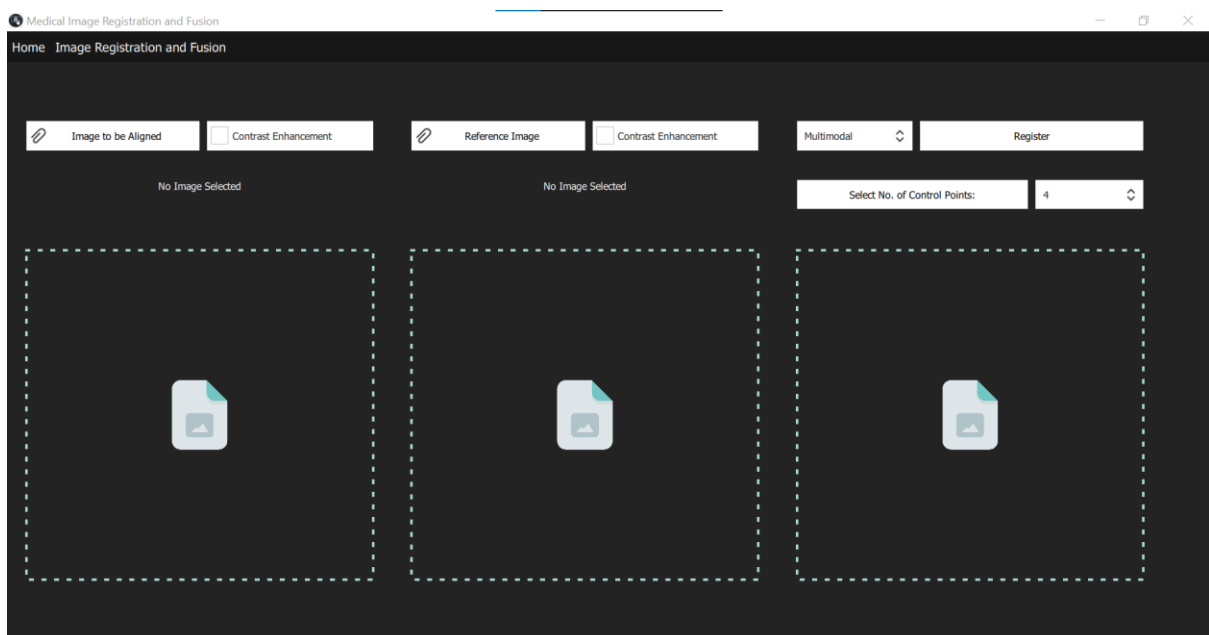 Medical Image Registration and Fusion
Home Image Registration and Fusion
Image to be Aligned
Contrast Enhancement
Reference Image
Contrast Enhancement
Multimodal
Register
No Image Selected
No Image Selected
Select No. of Control Points:
4